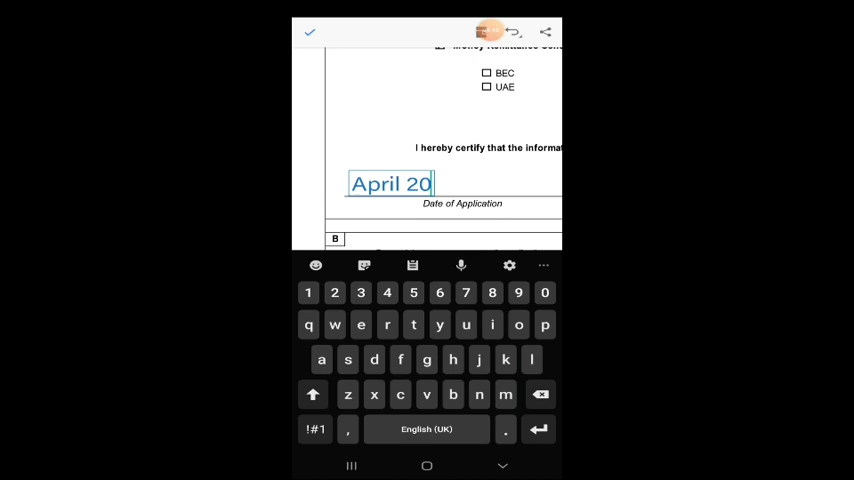 BEC
UAE
I hereby certify that the informat
April 20
Date of Application
B
1 2 3 4 5 6 7 8 9 0
q w e r t y u i o p
a s d f g h j k l
z x c v b n m
!#1 , English (UK) .